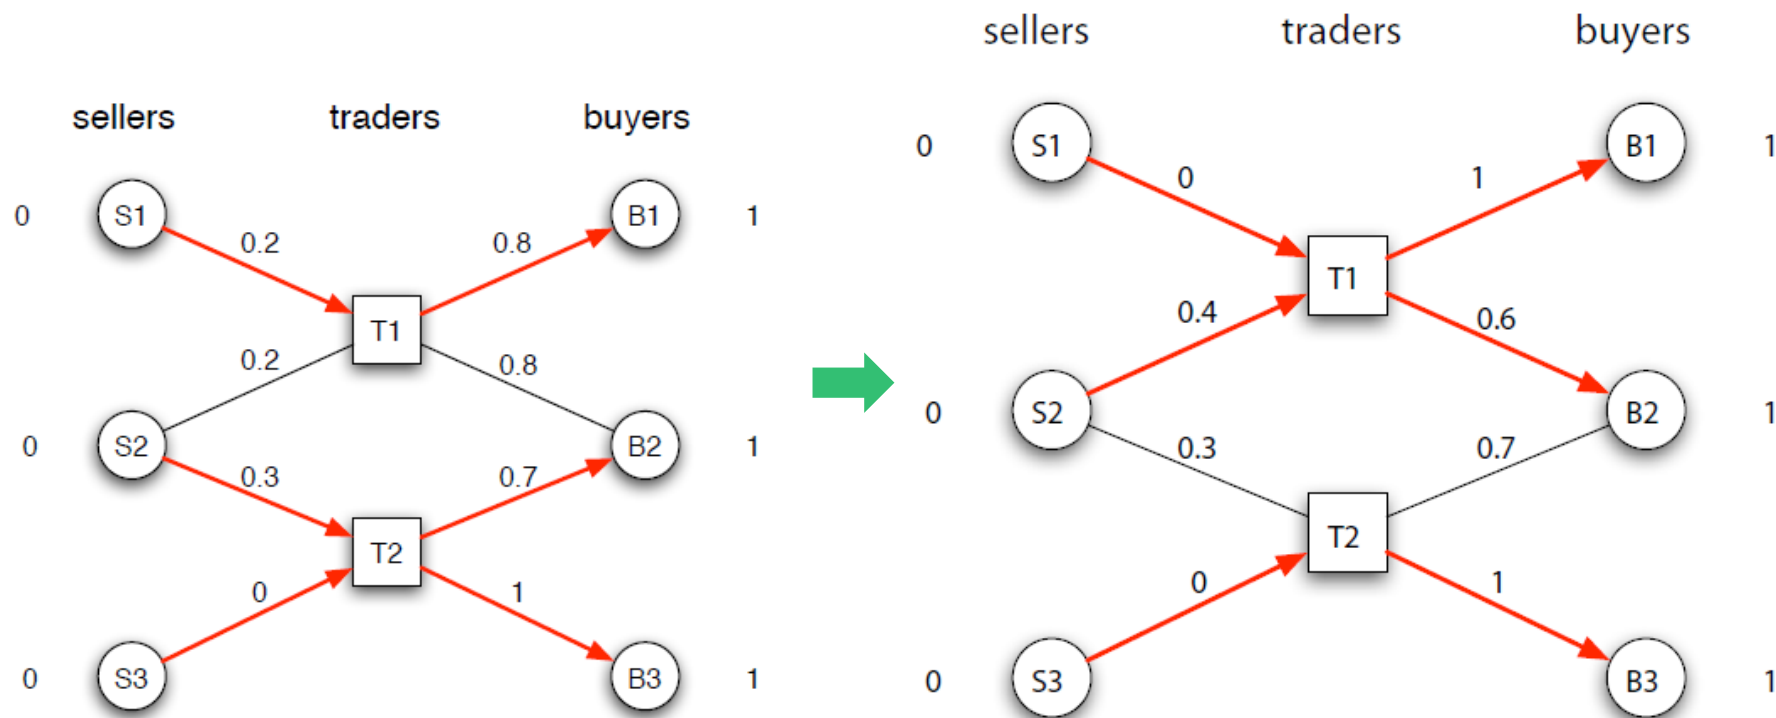 sellers traders buyers
0 S1 0.2 0.8 B1 1
T1
0.2 0.8
0 S2 B2 1
0.3 0.7
T2
0 1
0 S3 B3 1
sellers traders buyers
0 S1 0 1 B1 1
T1
0.4 0.6
0 S2 B2 1
0.3 0.7
T2
0 1
0 S3 B3 1